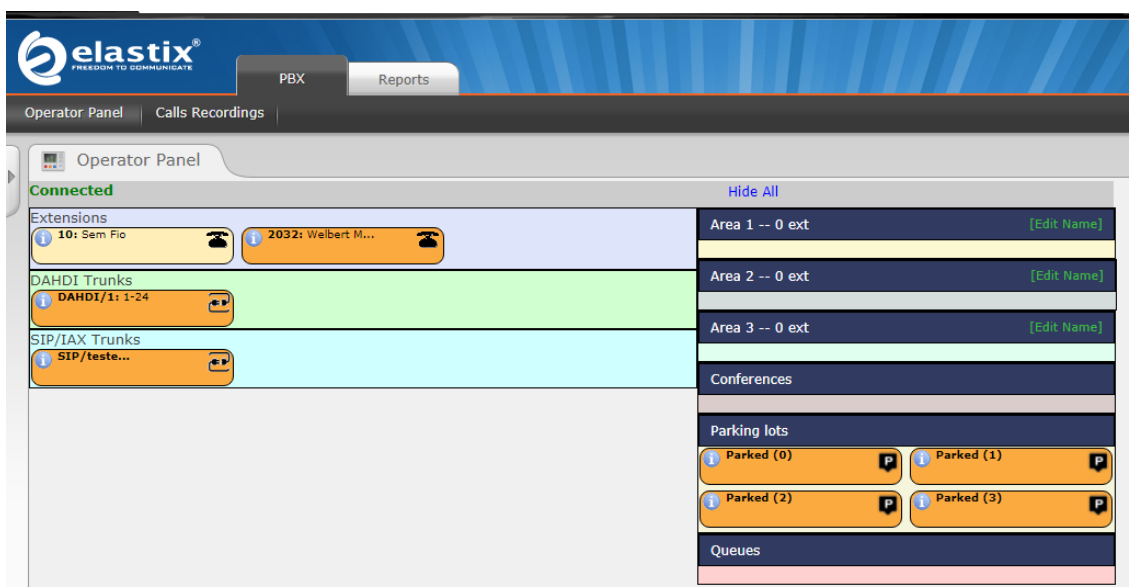 elastix®
FREEDOM TO COMMUNICATE
PBX
Reports
Operator Panel
Calls Recordings
Operator Panel
Connected
Hide All
Extensions
10: Sem Fio
2032: Welbert M...
DAHDI Trunks
DAHDI/1: 1-24
SIP/IAX Trunks
SIP/teste...
Area 1 -- 0 ext [Edit Name]
Area 2 -- 0 ext [Edit Name]
Area 3 -- 0 ext [Edit Name]
Conferences
Parking lots
Parked (0) P
Parked (1) P
Parked (2) P
Parked (3) P
Queues